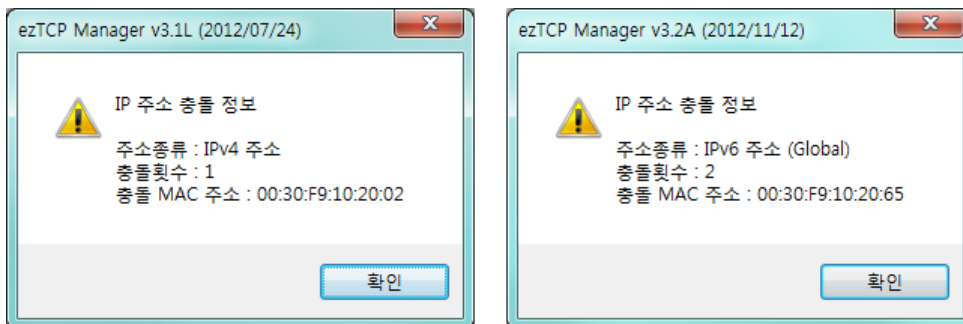 ezTCP Manager v3.1L (2012/07/24)
IP 주소 충돌 정보
주소종류 : IPv4 주소
충돌횟수 : 1
충돌 MAC 주소 : 00:30:F9:10:20:02
확인
ezTCP Manager v3.2A (2012/11/12)
IP 주소 충돌 정보
주소종류 : IPv6 주소 (Global)
충돌횟수 : 2
충돌 MAC 주소 : 00:30:F9:10:20:65
확인